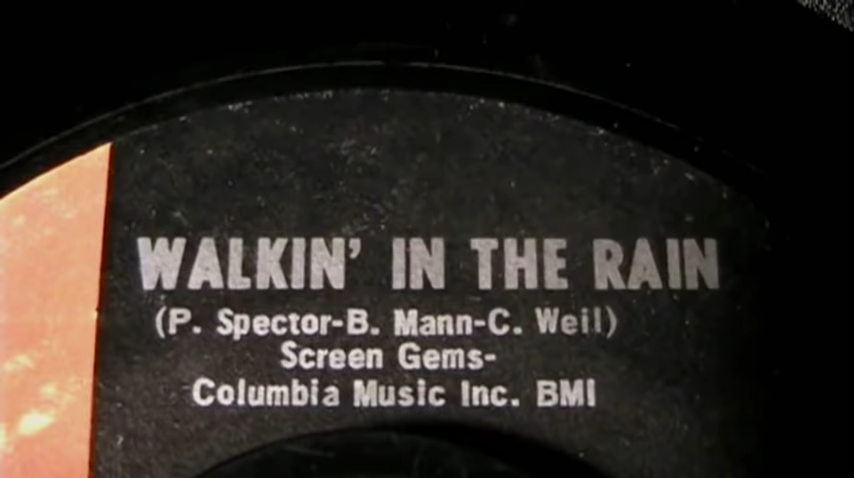 WALKIN' IN THE RAIN
(P. Spector-B. Mann-C. Weil)
Screen Gems-
Columbia Music Inc. BMI